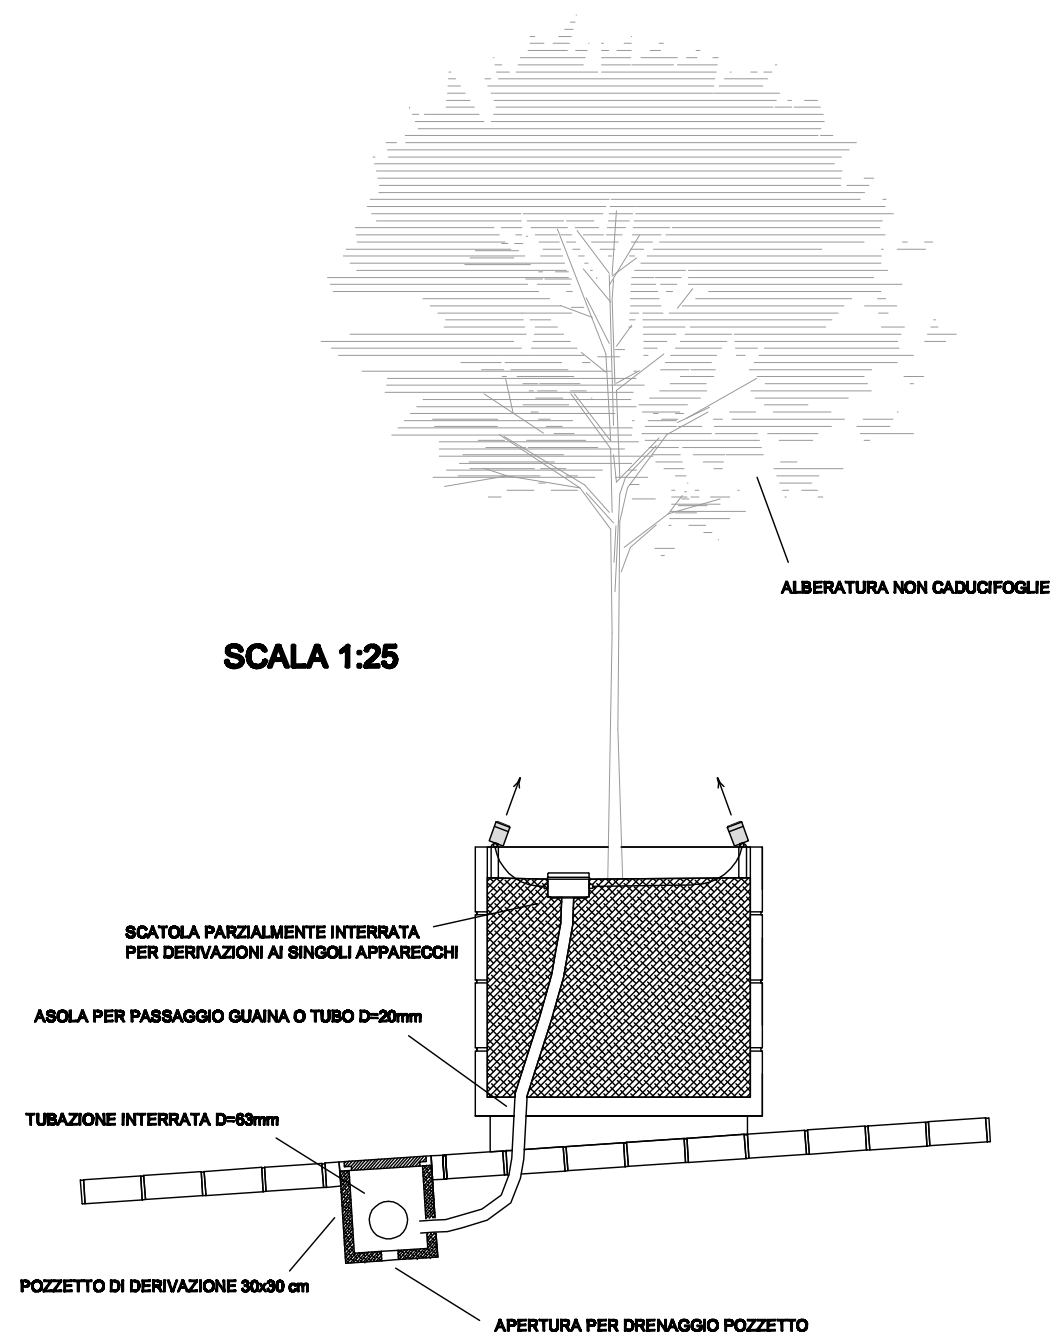 ALBERATURA NON CADUCIFOGLIE
SCALA 1:25
SCATOLA PARZIALMENTE INTERRATA
PER DERIVAZIONI AI SINGOLI APPARECCHI
ASOLA PER PASSAGGIO GUAINA O TUBO D=20mm
TUBAZIONE INTERRATA D=63mm
POZZETTO DI DERIVAZIONE 30x30 cm
APERTURA PER DRENAGGIO POZZETTO